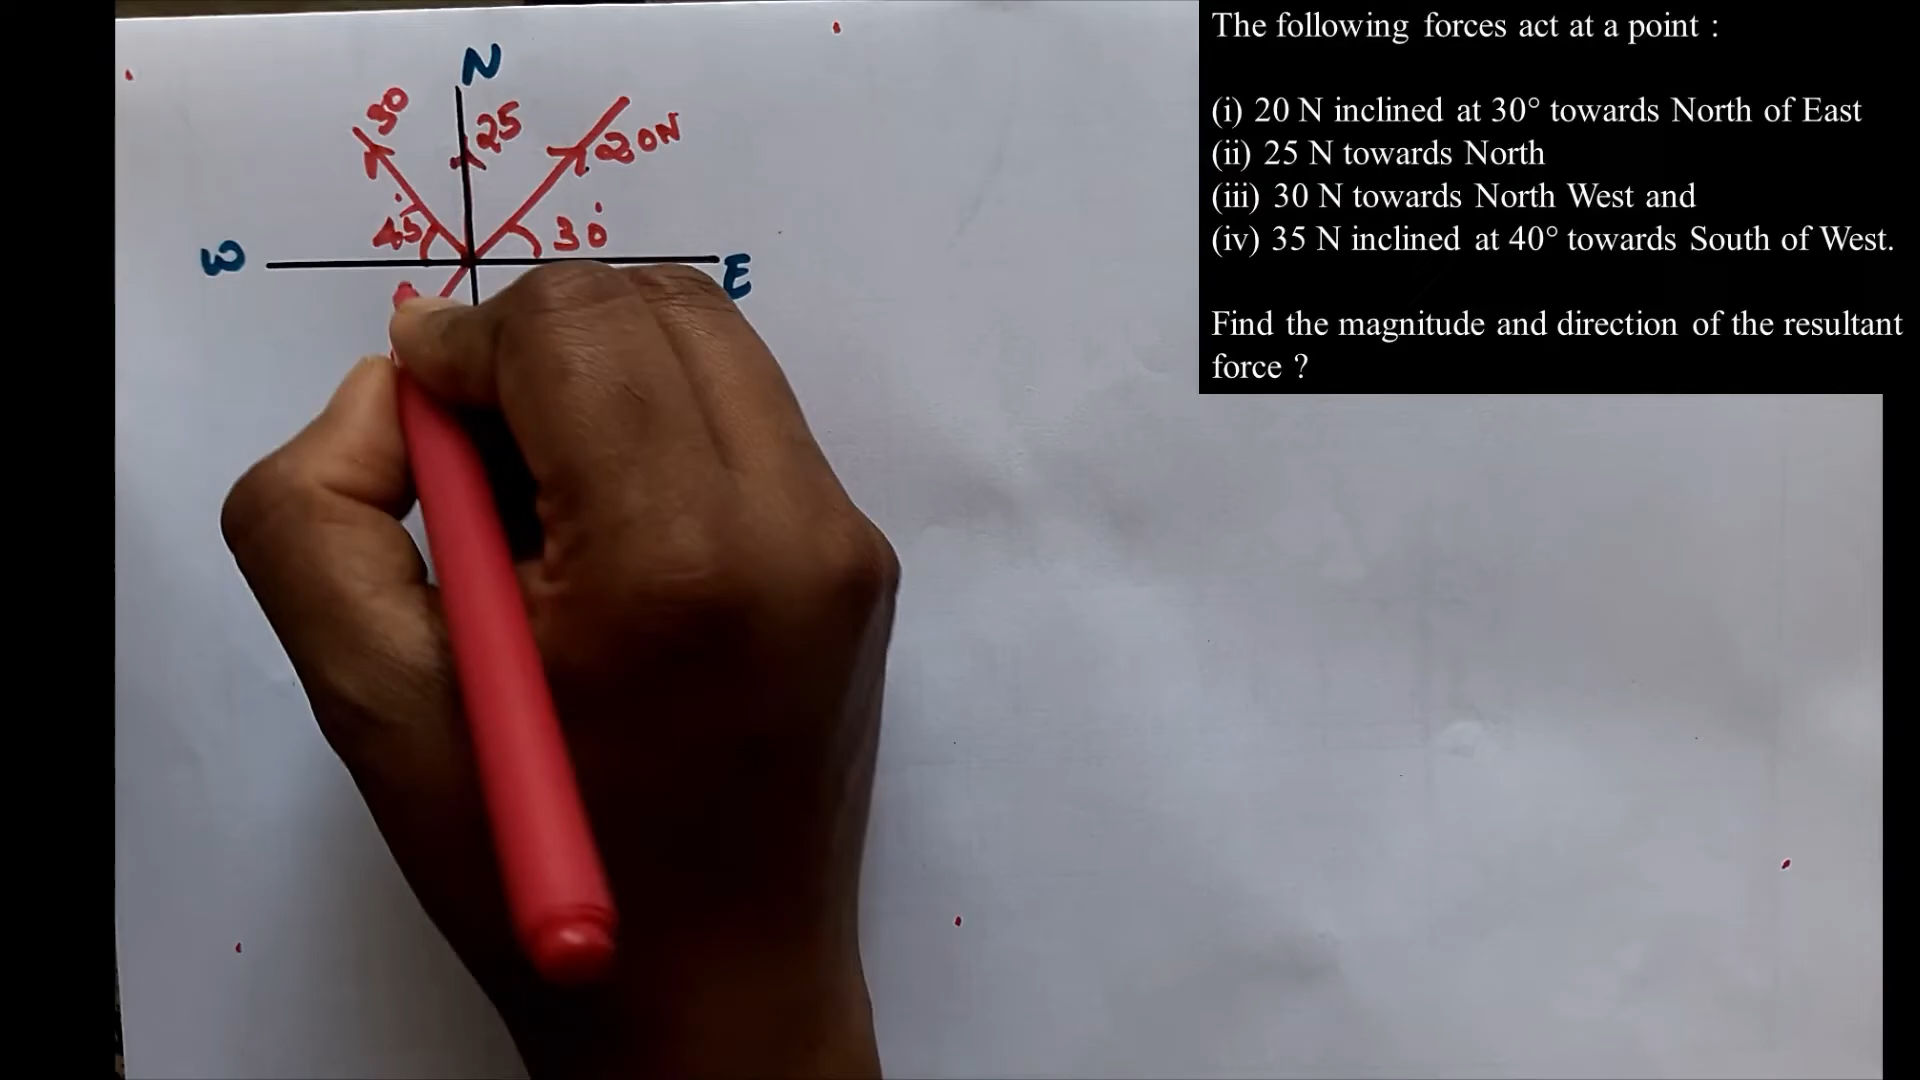 The following forces act at a point :
(i) 20 N inclined at 30° towards North of East
(ii) 25 N towards North
(iii) 30 N towards North West and
(iv) 35 N inclined at 40° towards South of West.
Find the magnitude and direction of the resultant
force ?
N
30
25
20N
45°
30°
W
E